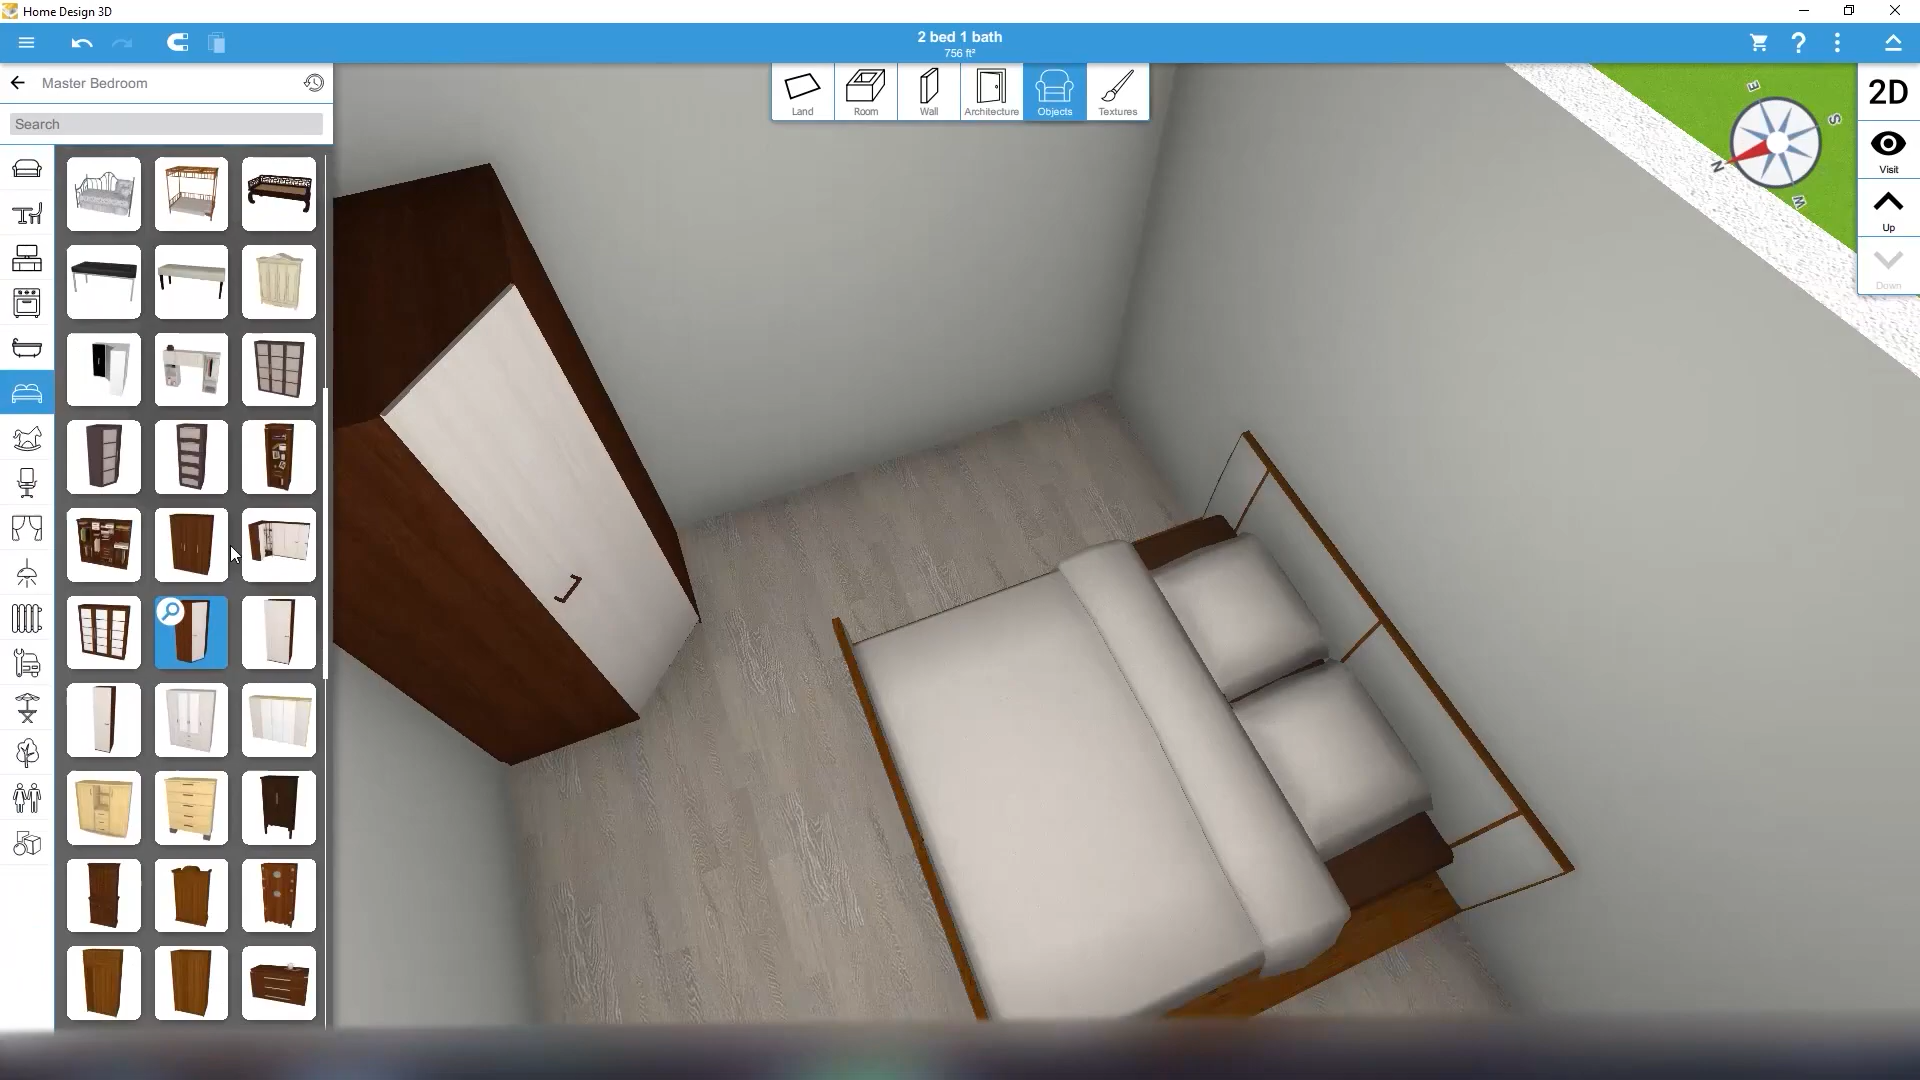 Home Design 3D
2 bed 1 bath
756 ft²
Master Bedroom
Search
Land
Room
Wall
Architecture
Objects
Textures
2D
Visit
Up
Down
E
S
N
W